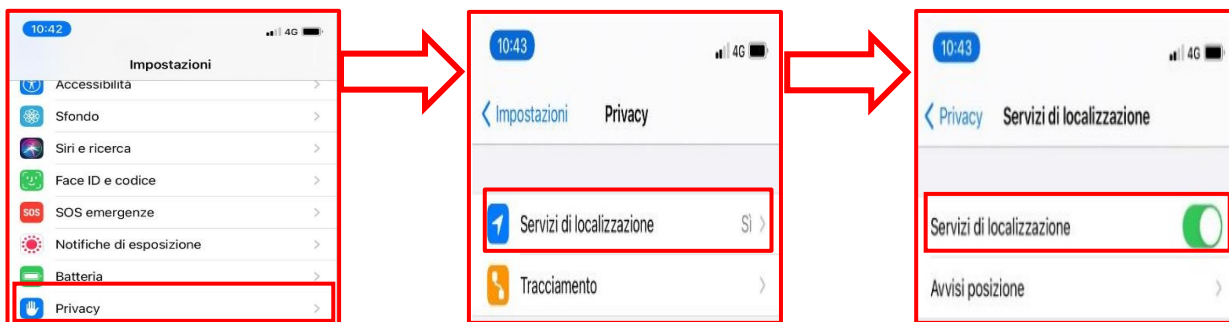 10:42
4G
Impostazioni
Accessibilità
Sfondo
Siri e ricerca
Face ID e codice
SOS
SOS emergenze
Notifiche di esposizione
Batteria
Privacy
10:43
4G
Impostazioni
Privacy
Servizi di localizzazione
Sì
Tracciamento
10:43
4G
Privacy
Servizi di localizzazione
Servizi di localizzazione
Avvisi posizione